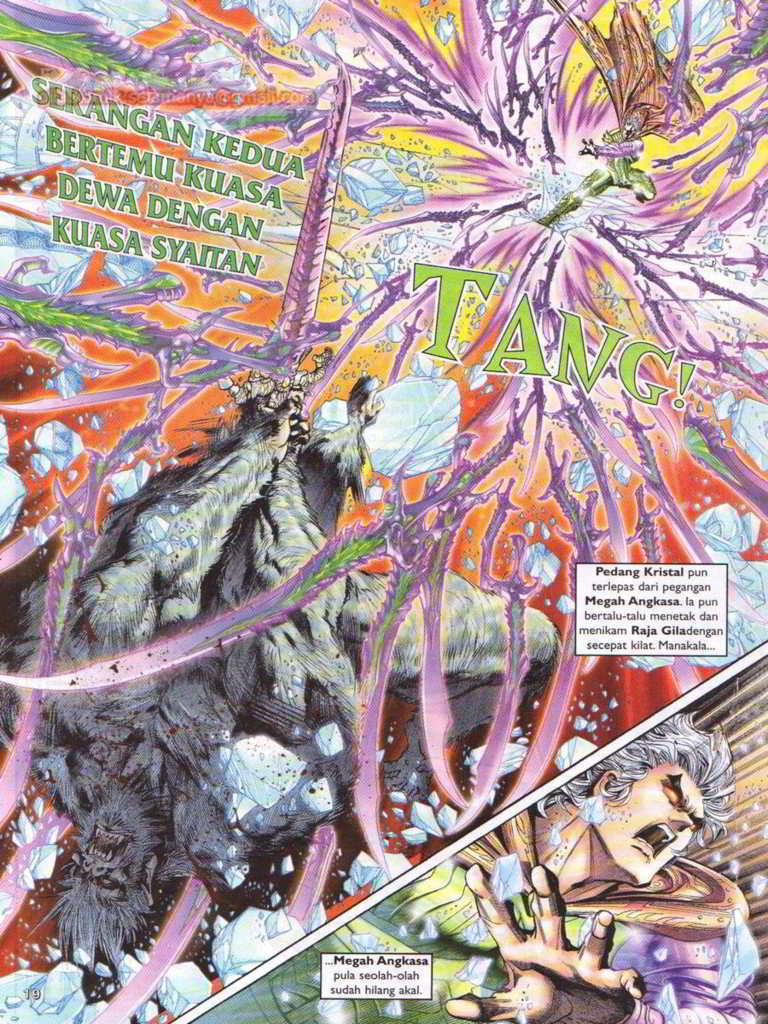 SERANGAN KEDUA
BERTEMU KUASA
DEWA DENGAN
KUASA SYAITAN
TANG!
Pedang Kristal pun
terlepas dari pegangan
Megah Angkasa. Ia pun
bertalu-talu menetak dan
menikam Raja Giladengan
secepat kilat. Manakala...
...Megah Angkasa
pula seolah-olah
sudah hilang akal.
19